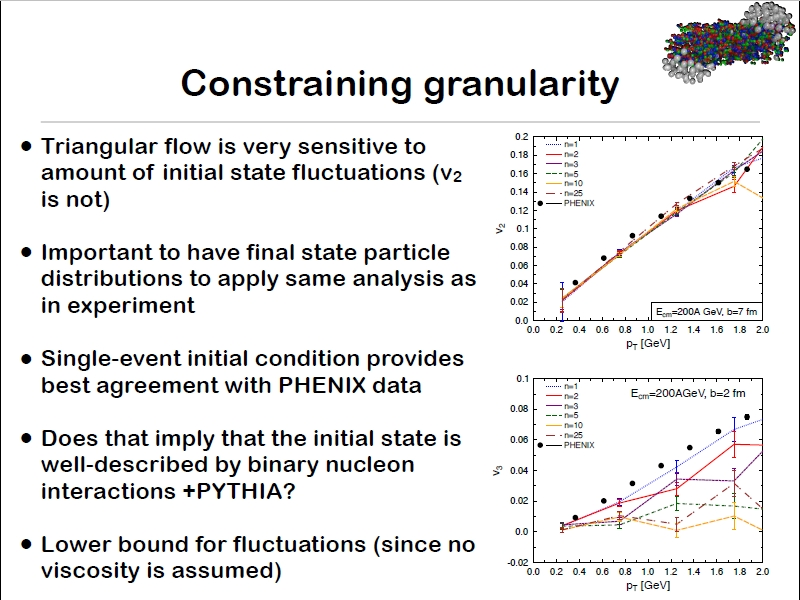 Constraining granularity
• Triangular flow is very sensitive to
amount of initial state fluctuations (v2
is not)
• Important to have final state particle
distributions to apply same analysis as
in experiment
• Single-event initial condition provides
best agreement with PHENIX data
• Does that imply that the initial state is
well-described by binary nucleon
interactions +PYTHIA?
• Lower bound for fluctuations (since no
viscosity is assumed)
0.2
0.18
0.16
0.14
0.12
0.1
0.08
0.06
0.04
0.02
0.0
v2
n=1
n=2
n=3
n=5
n=10
n=25
PHENIX
Ecm=200A GeV, b=7 fm
0.0 0.2 0.4 0.6 0.8 1.0 1.2 1.4 1.6 1.8 2.0
pT [GeV]
0.1
0.08
0.06
0.04
0.02
0.0
-0.02
v3
n=1
n=2
n=3
n=5
n=10
n=25
PHENIX
Ecm=200AGeV, b=2 fm
0.0 0.2 0.4 0.6 0.8 1.0 1.2 1.4 1.6 1.8 2.0
pT [GeV]